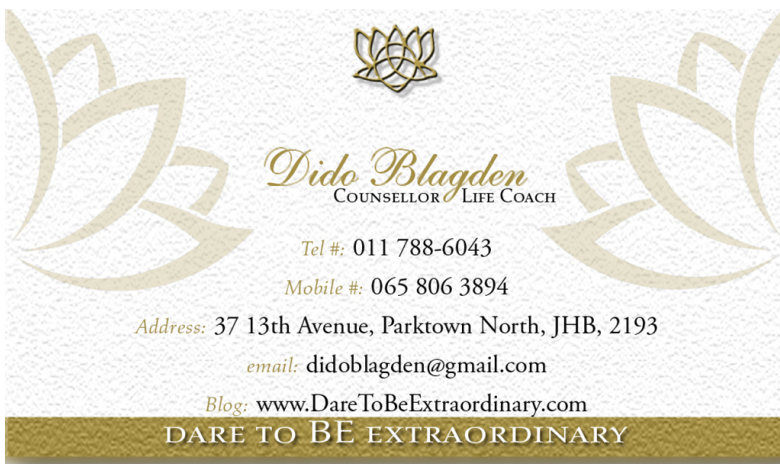 Dido Blagden
Counsellor Life Coach
Tel #: 011 788-6043
Mobile #: 065 806 3894
Address: 37 13th Avenue, Parktown North, JHB, 2193
email: didoblagden@gmail.com
Blog: www.DareToBeExtraordinary.com
DARE TO BE EXTRAORDINARY